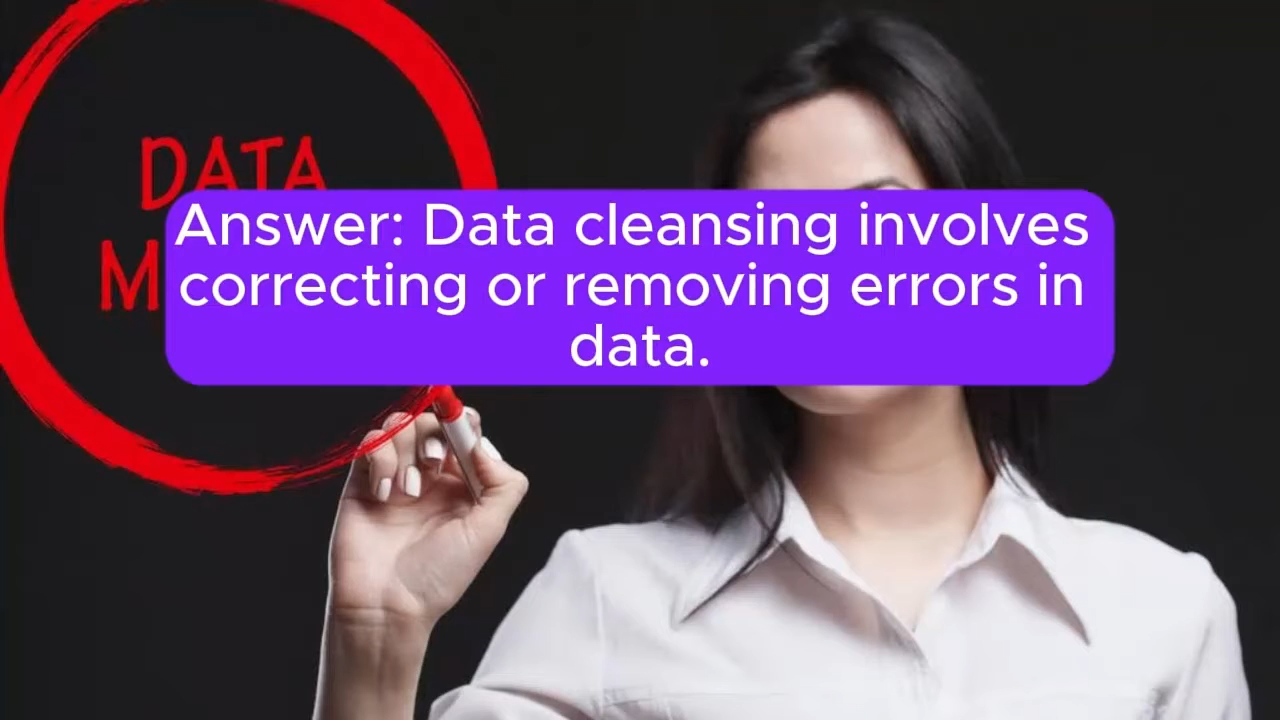 DATA
Answer: Data cleansing involves
correcting or removing errors in
data.